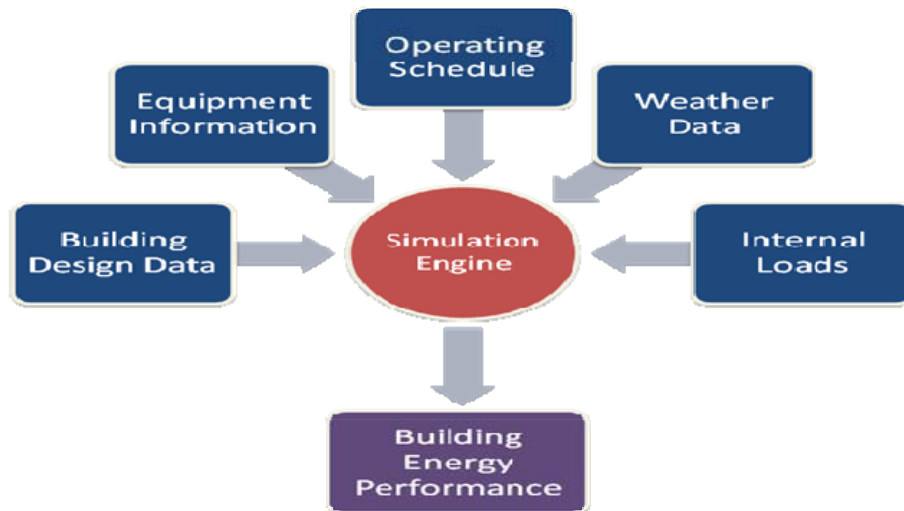 Operating
Schedule
Equipment
Information
Weather
Data
Building
Design Data
Simulation
Engine
Internal
Loads
Building
Energy
Performance